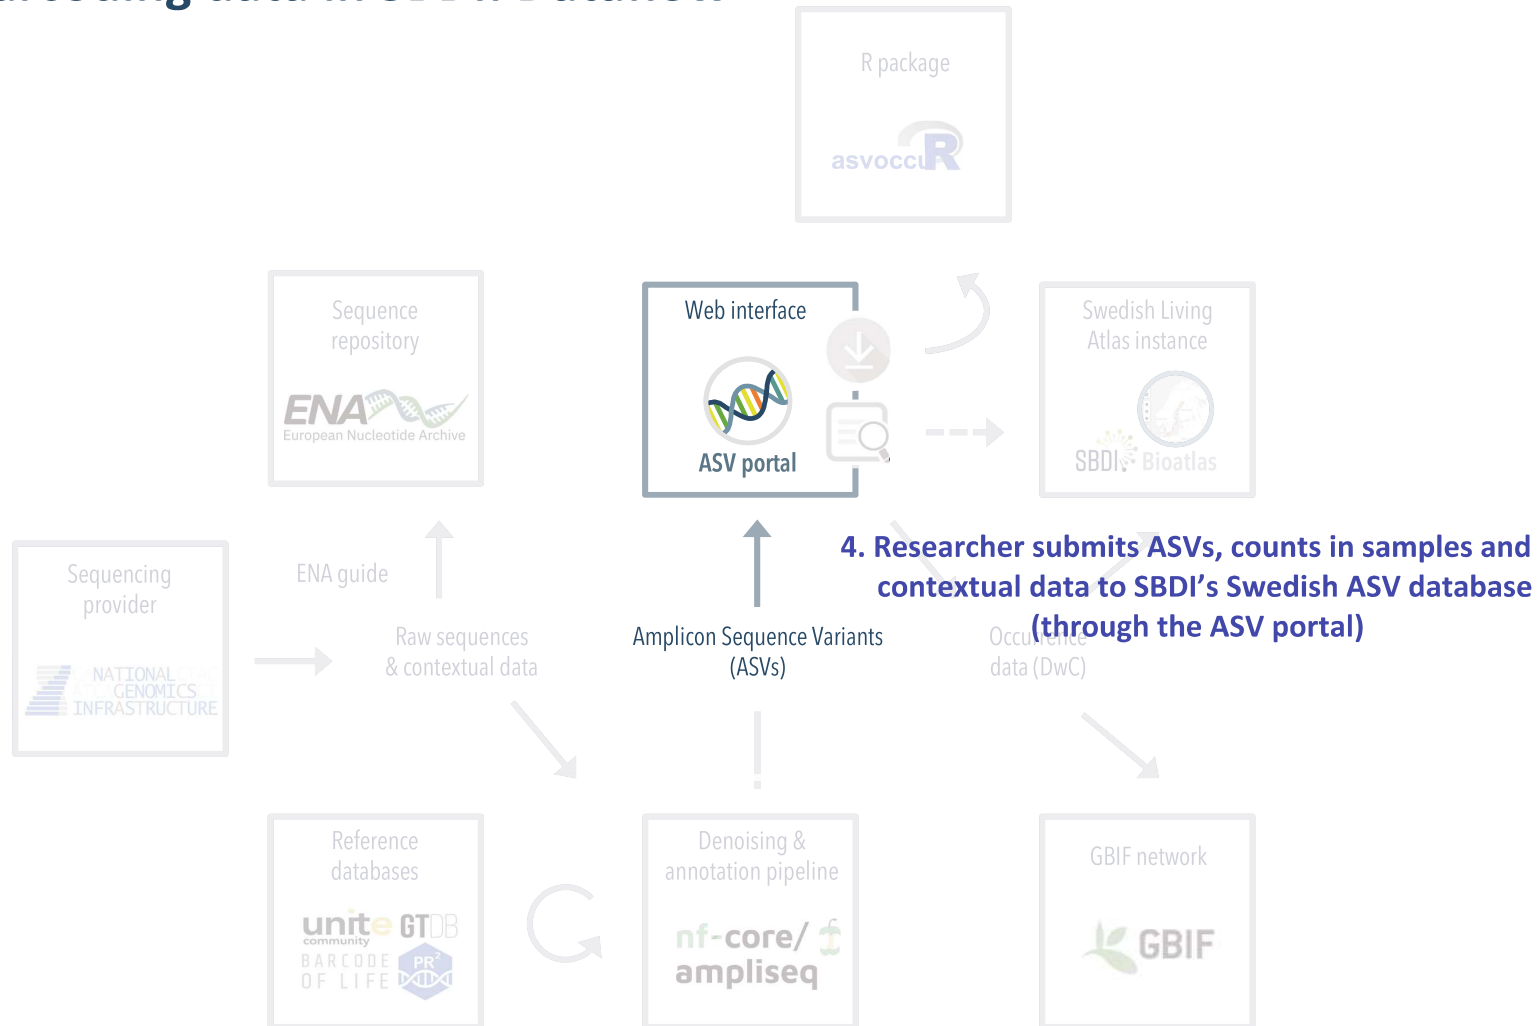 R package
asvoccuR
Sequence
repository
ENA
European Nucleotide Archive
Web interface
ASV portal
Swedish Living
Atlas instance
SBDI Bioatlas
4. Researcher submits ASVs, counts in samples and
contextual data to SBDI’s Swedish ASV database
(through the ASV portal)
Sequencing
provider
NATIONAL
GENOMICS
INFRASTRUCTURE
ENA guide
Raw sequences
& contextual data
Amplicon Sequence Variants
(ASVs)
Occurrence
data (DwC)
Reference
databases
unite
community
GTDB
BARCODE
OF LIFE
PR²
Denoising &
annotation pipeline
nf-core/
ampliseq
GBIF network
GBIF